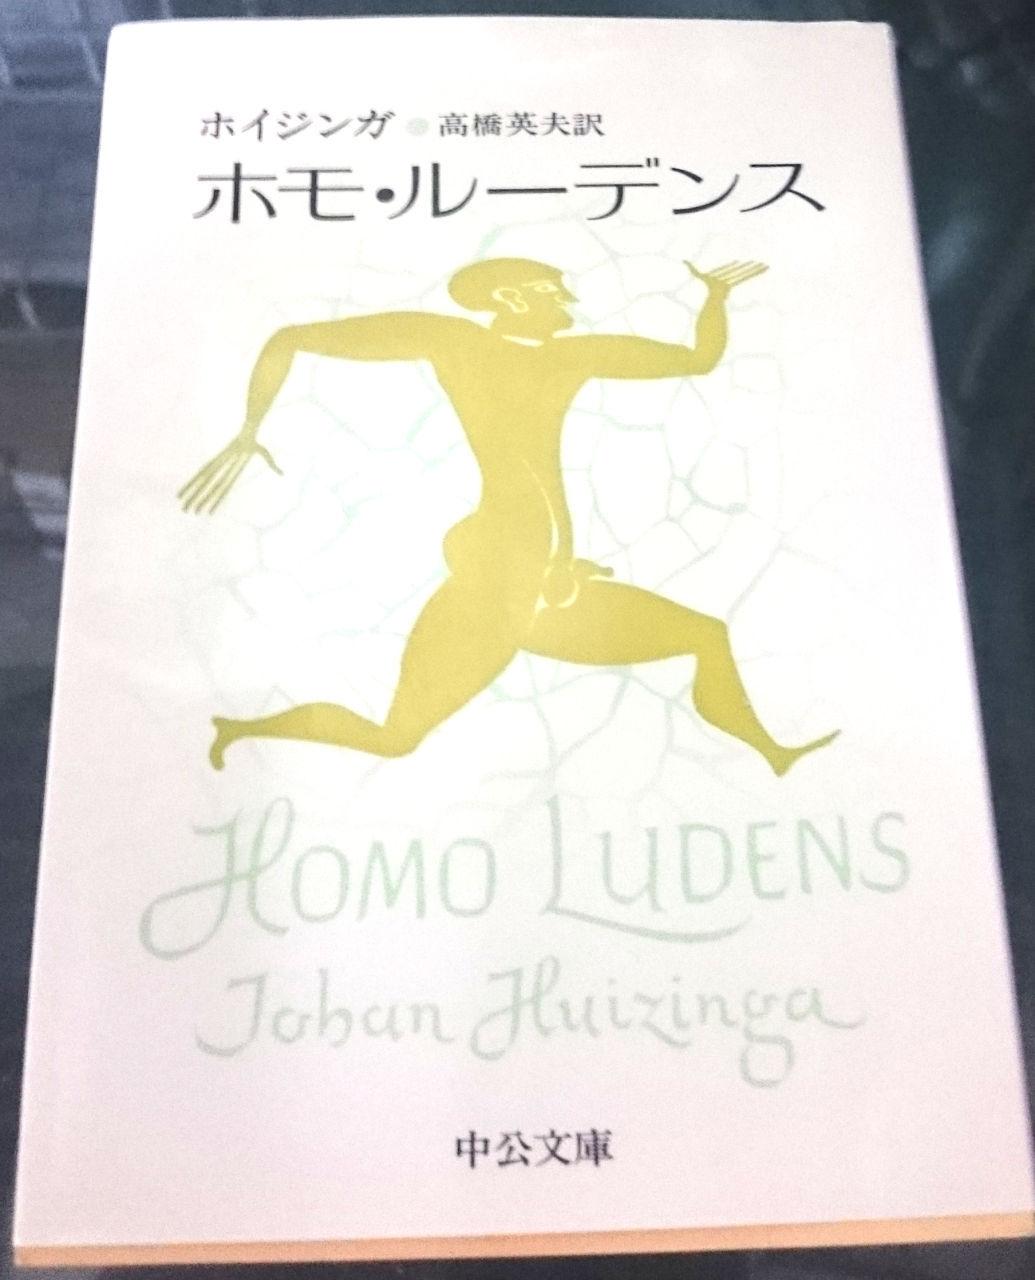 ホイジンガ ● 高橋英夫訳
ホモ・ルーデンス
HOMO LUDENS
Johan Huizinga
中公文庫